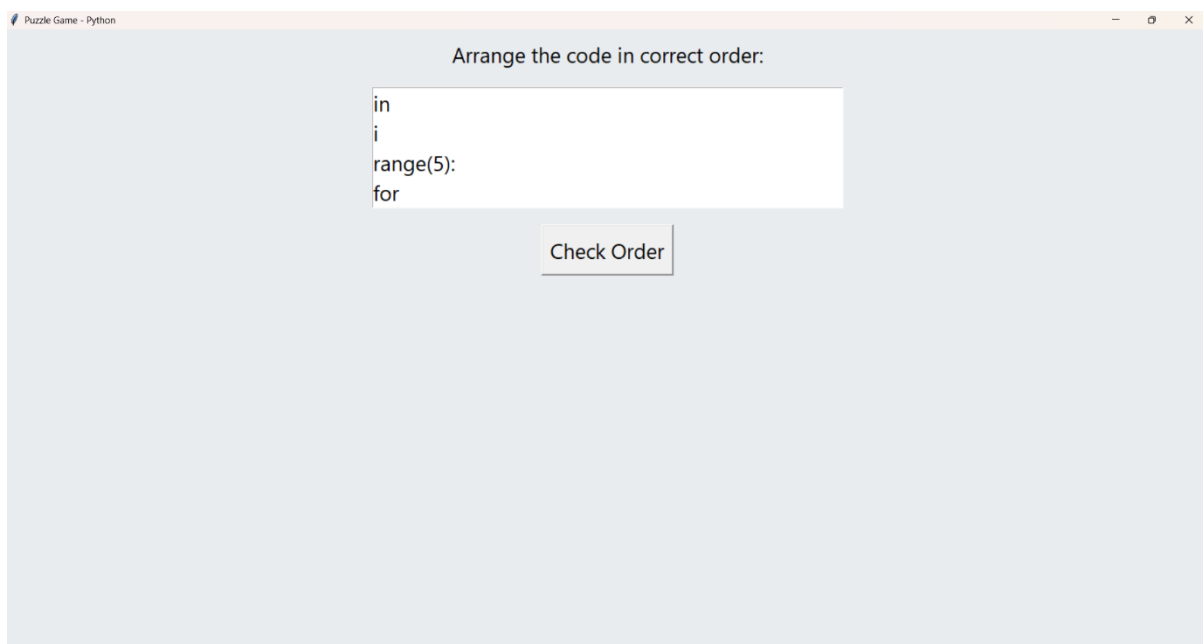 Puzzle Game - Python
Arrange the code in correct order:
in
i
range(5):
for
Check Order